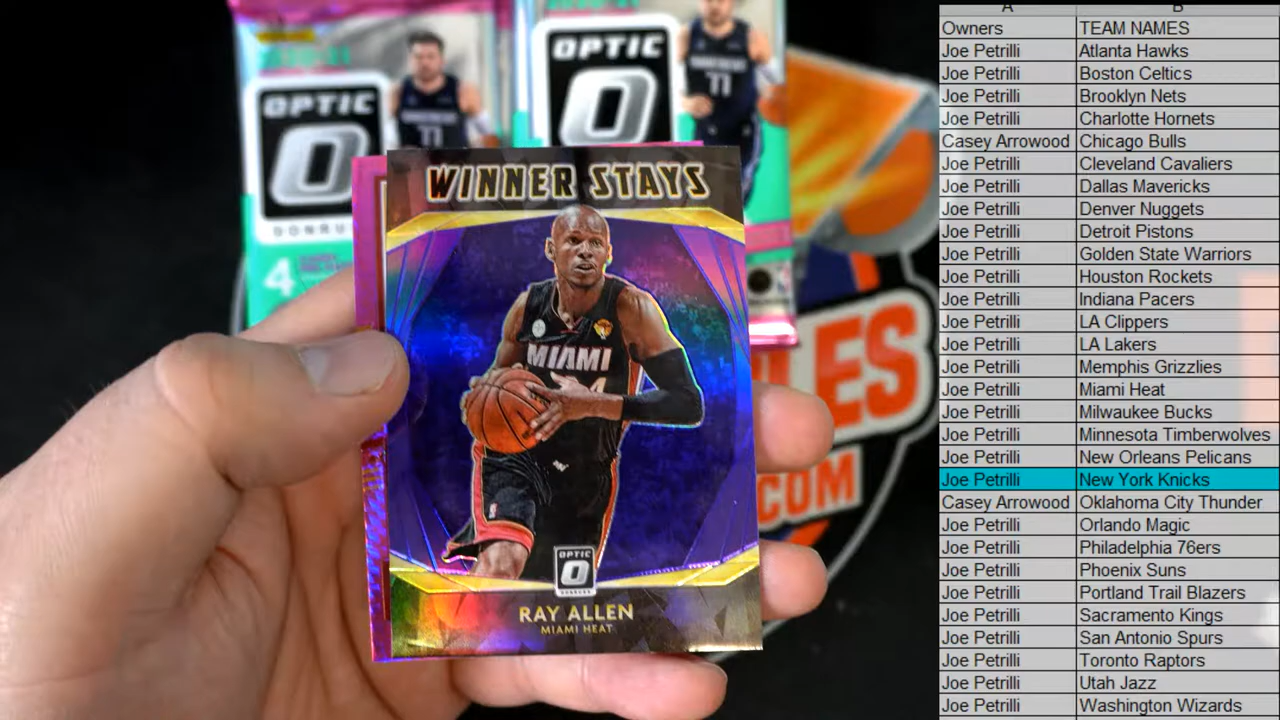 OPTIC
DONRUSS
4
77
OPTIC
77
WINNER STAYS
MIAMI
OPTIC
DONRUSS
RAY ALLEN
MIAMI HEAT
.COM
A B
Owners TEAM NAMES
Joe Petrilli Atlanta Hawks
Joe Petrilli Boston Celtics
Joe Petrilli Brooklyn Nets
Joe Petrilli Charlotte Hornets
Casey Arrowood Chicago Bulls
Joe Petrilli Cleveland Cavaliers
Joe Petrilli Dallas Mavericks
Joe Petrilli Denver Nuggets
Joe Petrilli Detroit Pistons
Joe Petrilli Golden State Warriors
Joe Petrilli Houston Rockets
Joe Petrilli Indiana Pacers
Joe Petrilli LA Clippers
Joe Petrilli LA Lakers
Joe Petrilli Memphis Grizzlies
Joe Petrilli Miami Heat
Joe Petrilli Milwaukee Bucks
Joe Petrilli Minnesota Timberwolves
Joe Petrilli New Orleans Pelicans
Joe Petrilli New York Knicks
Casey Arrowood Oklahoma City Thunder
Joe Petrilli Orlando Magic
Joe Petrilli Philadelphia 76ers
Joe Petrilli Phoenix Suns
Joe Petrilli Portland Trail Blazers
Joe Petrilli Sacramento Kings
Joe Petrilli San Antonio Spurs
Joe Petrilli Toronto Raptors
Joe Petrilli Utah Jazz
Joe Petrilli Washington Wizards